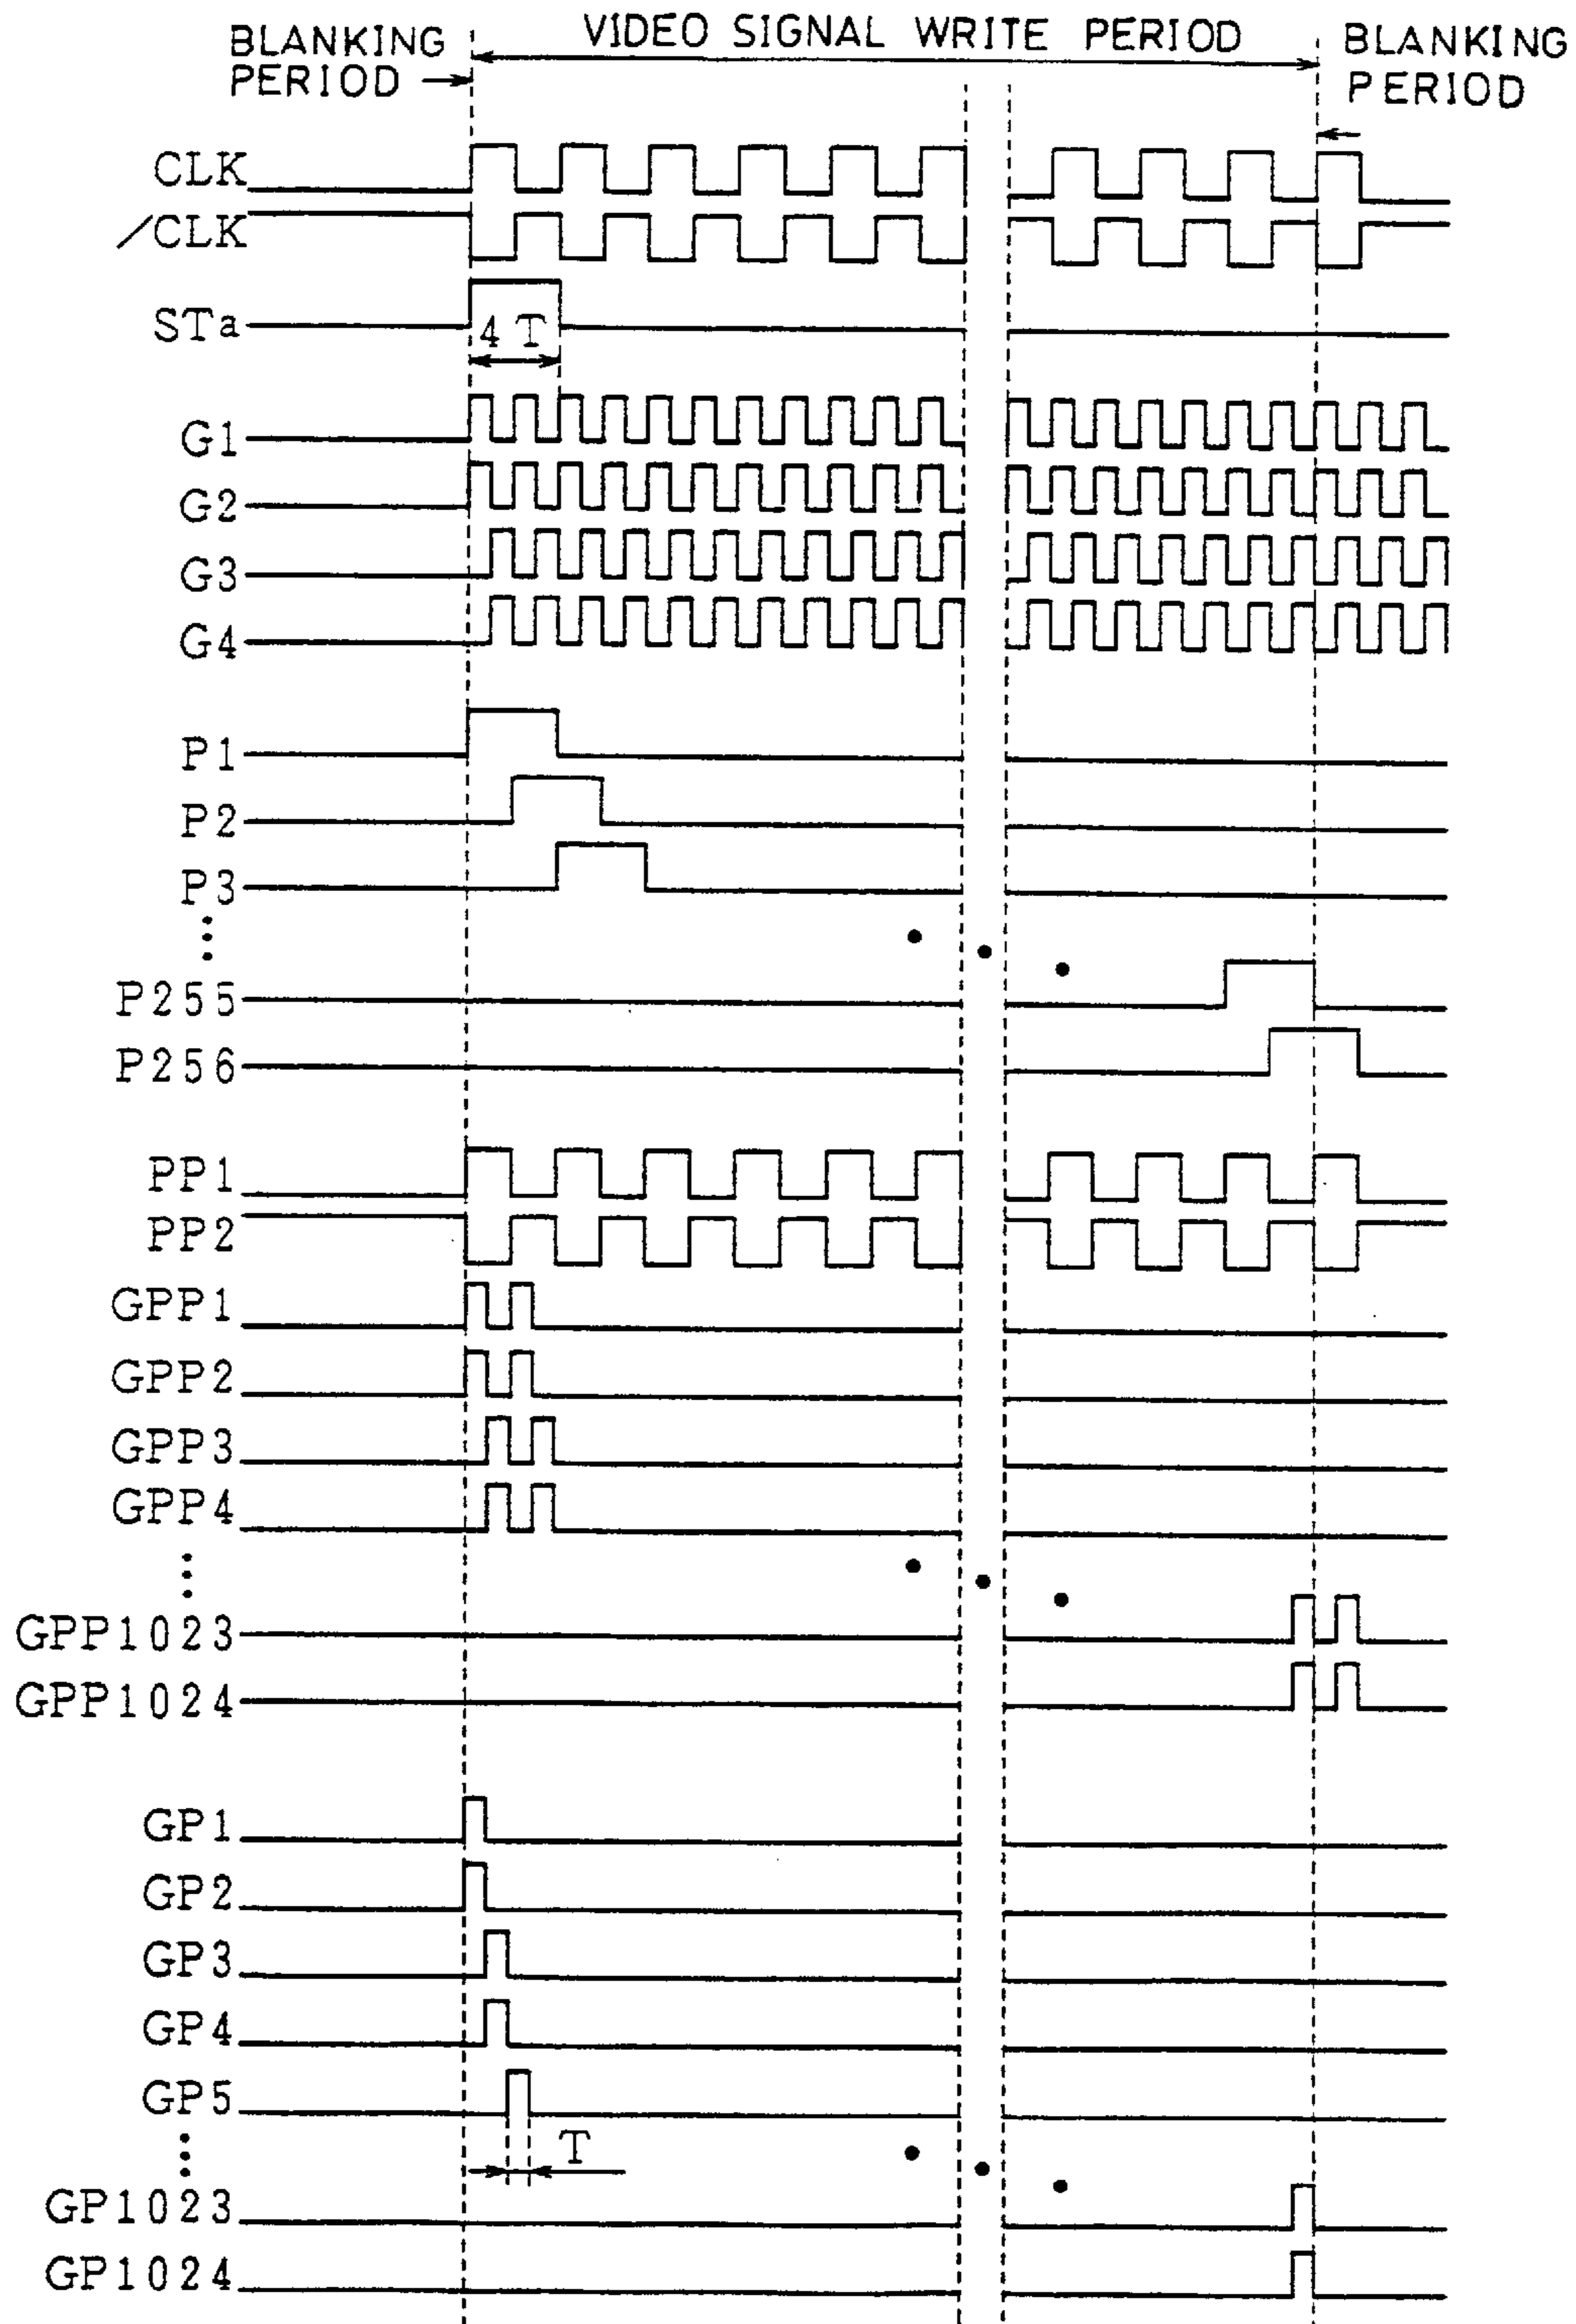 BLANKING PERIOD
VIDEO SIGNAL WRITE PERIOD
BLANKING PERIOD
CLK
/CLK
STa
4T
G1
G2
G3
G4
P1
P2
P3
P255
P256
PP1
PP2
GPP1
GPP2
GPP3
GPP4
GPP1023
GPP1024
GP1
GP2
GP3
GP4
GP5
T
GP1023
GP1024